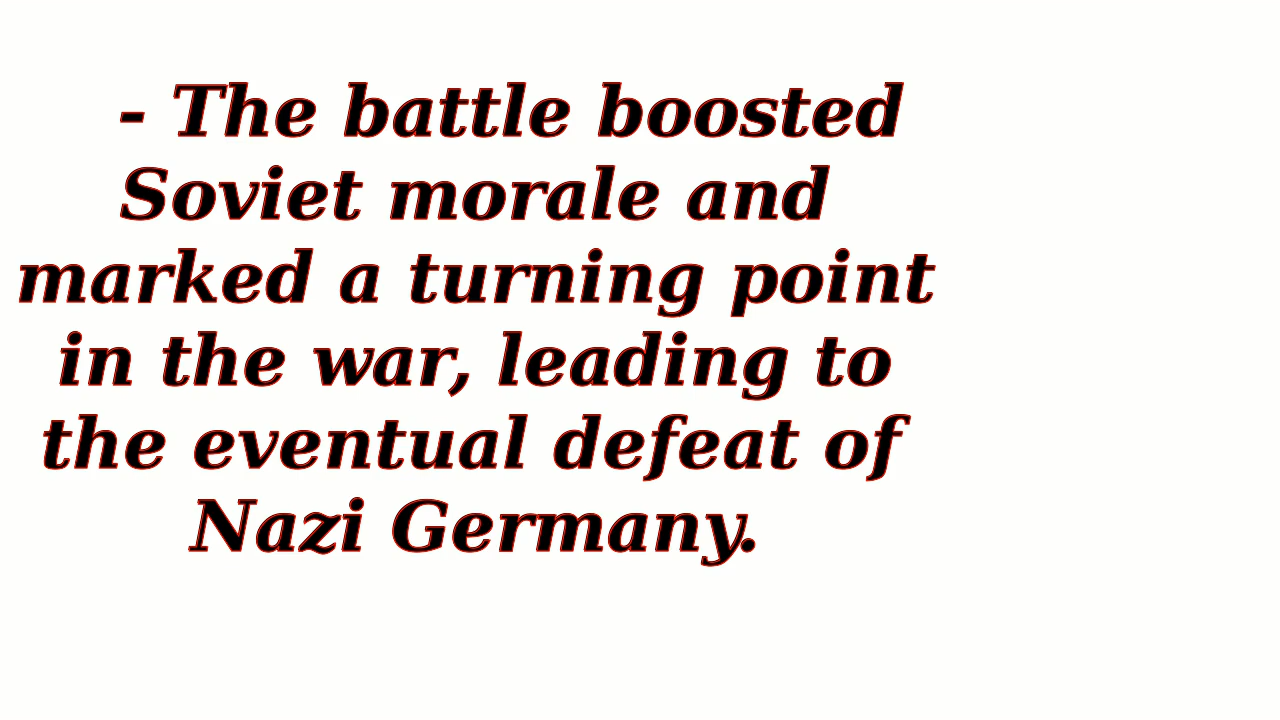 - The battle boosted
Soviet morale and
marked a turning point
in the war, leading to
the eventual defeat of
Nazi Germany.